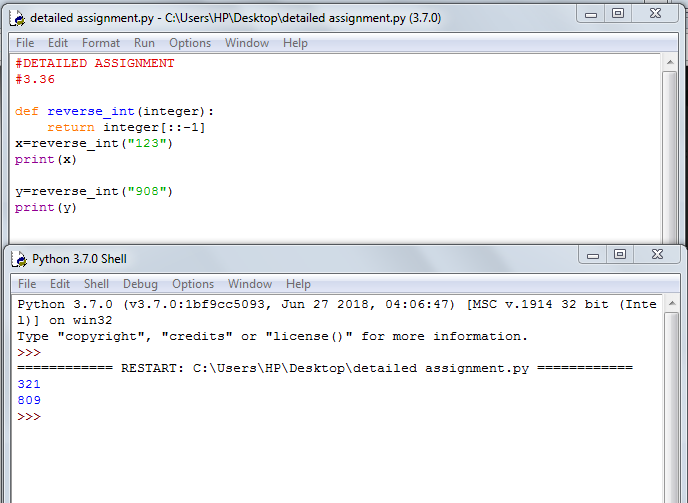 detailed assignment.py - C:\Users\HP\Desktop\detailed assignment.py (3.7.0)
File Edit Format Run Options Window Help
#DETAILED ASSIGNMENT
#3.36
def reverse_int(integer):
    return integer[::-1]
x=reverse_int("123")
print(x)
y=reverse_int("908")
print(y)
Python 3.7.0 Shell
File Edit Shell Debug Options Window Help
Python 3.7.0 (v3.7.0:1bf9cc5093, Jun 27 2018, 04:06:47) [MSC v.1914 32 bit (Inte
l)] on win32
Type "copyright", "credits" or "license()" for more information.
>>>
============ RESTART: C:\Users\HP\Desktop\detailed assignment.py ============
321
809
>>>